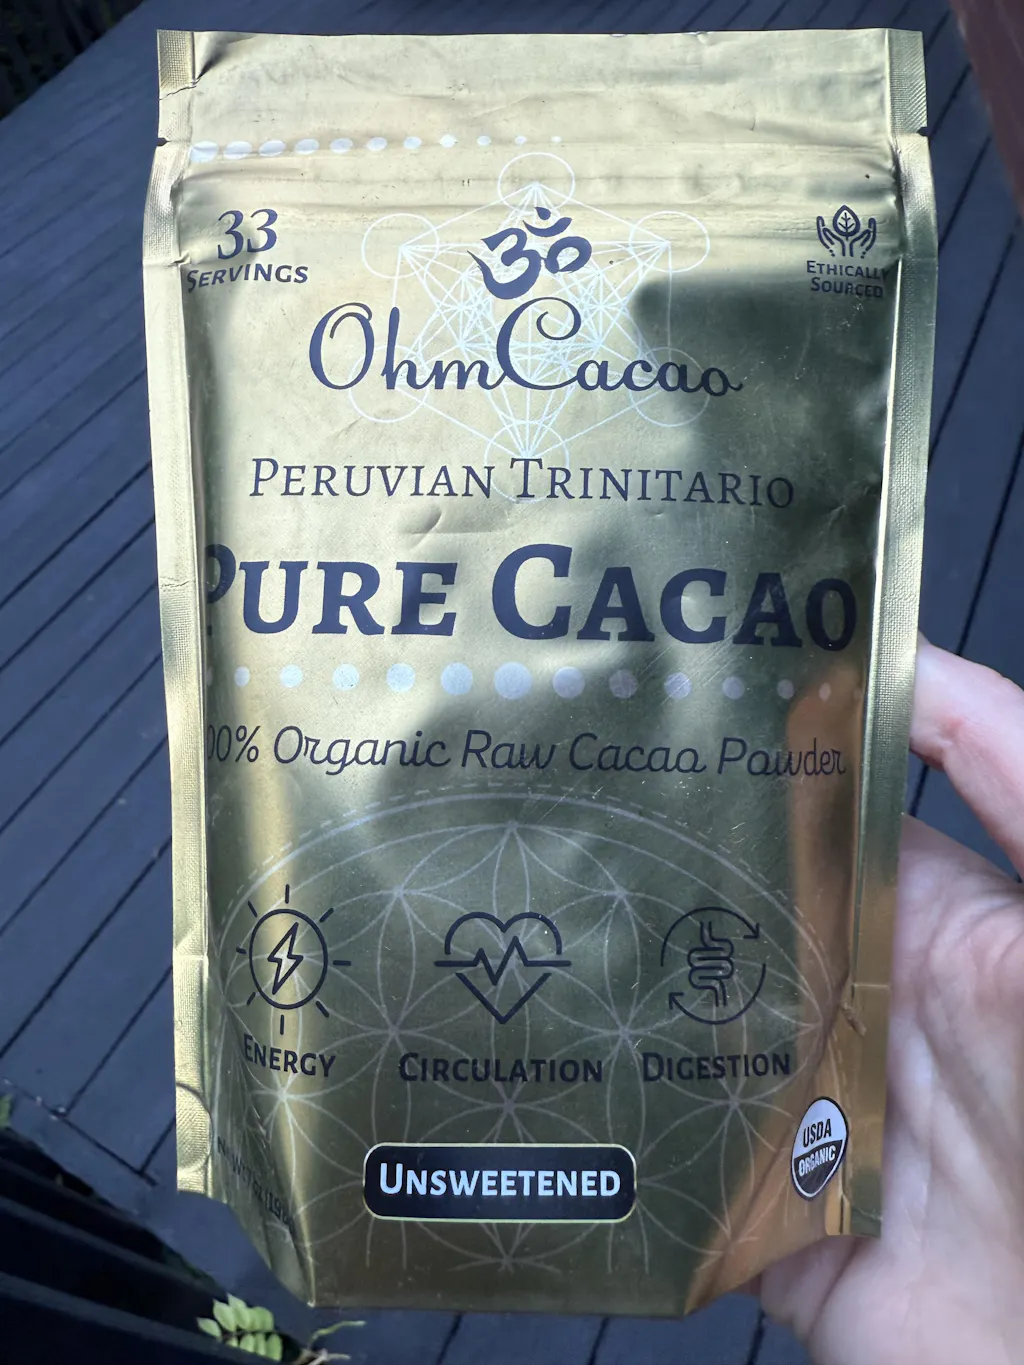 33
SERVINGS
ETHICALLY
SOURCED
ॐ
OhmCacao
PERUVIAN TRINITARIO
PURE CACAO
00% Organic Raw Cacao Powder
ENERGY
CIRCULATION
DIGESTION
USDA
ORGANIC
UNSWEETENED